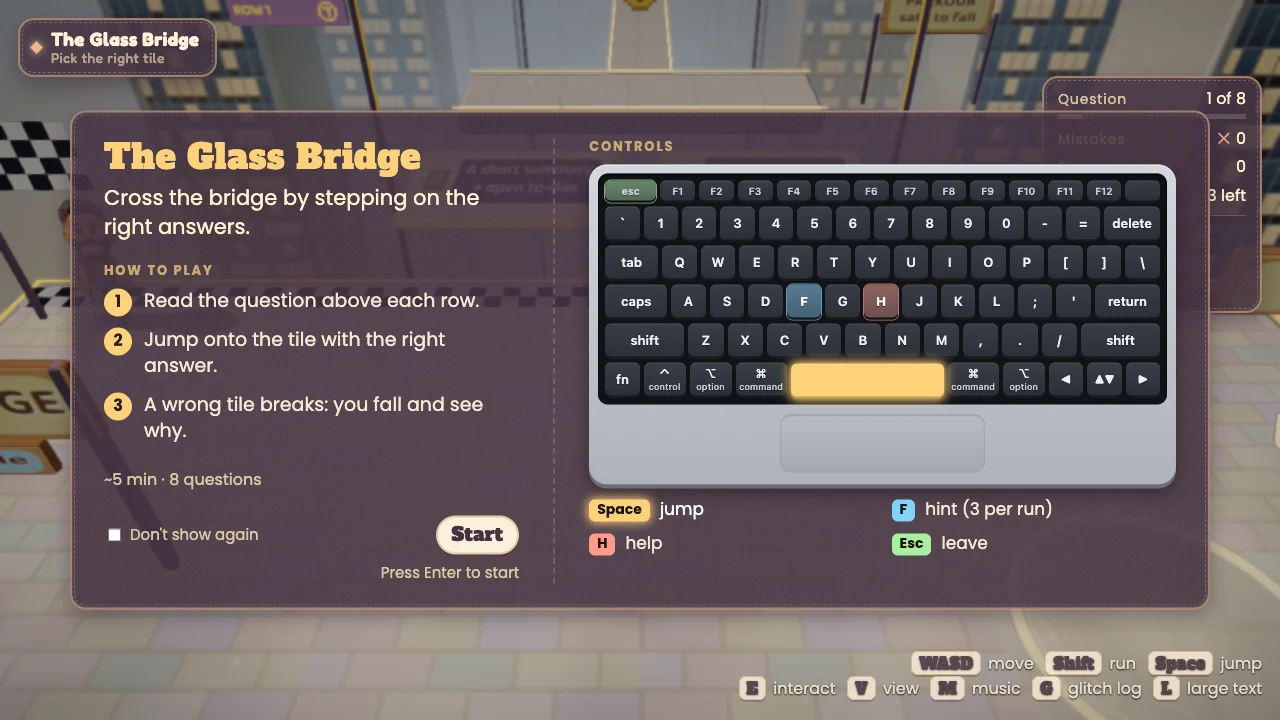 ROW 1
PARKOUR
safe to fall
The Glass Bridge
Pick the right tile
Question 1 of 8
Mistakes ✕ 0
0
3 left
A short summary
+ open to-dos
The Glass Bridge
Cross the bridge by stepping on the
right answers.
HOW TO PLAY
1 Read the question above each row.
2 Jump onto the tile with the right
answer.
3 A wrong tile breaks: you fall and see
why.
~5 min · 8 questions
Don't show again
Start
Press Enter to start
CONTROLS
esc F1 F2 F3 F4 F5 F6 F7 F8 F9 F10 F11 F12
` 1 2 3 4 5 6 7 8 9 0 - = delete
tab Q W E R T Y U I O P [ ] \
caps A S D F G H J K L ; ' return
shift Z X C V B N M , . / shift
fn ^ control ⌥ option ⌘ command ⌘ command ⌥ option ◀ ▲▼ ▶
Space jump
F hint (3 per run)
H help
Esc leave
WASD move Shift run Space jump
E interact V view M music G glitch log L large text